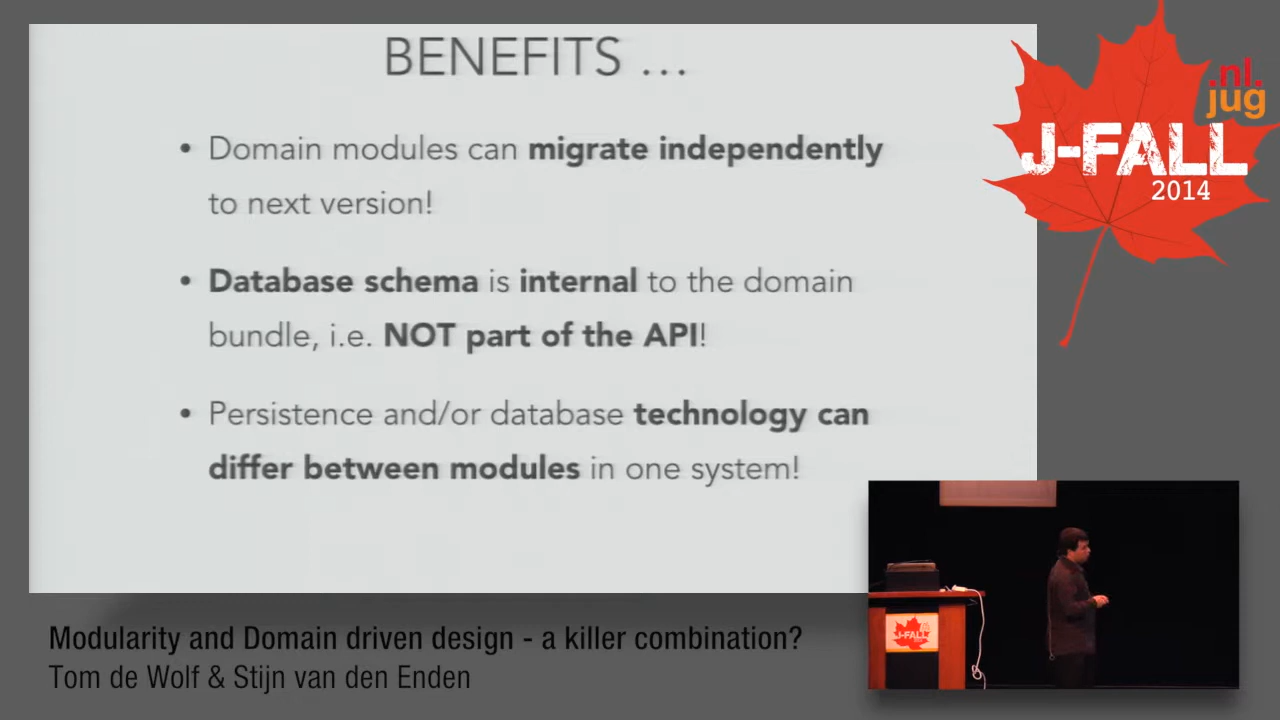 BENEFITS ...
• Domain modules can migrate independently
to next version!
• Database schema is internal to the domain
bundle, i.e. NOT part of the API!
• Persistence and/or database technology can
differ between modules in one system!
.nl.
jug
J-FALL
2014
J-FALL
Modularity and Domain driven design - a killer combination?
Tom de Wolf & Stijn van den Enden